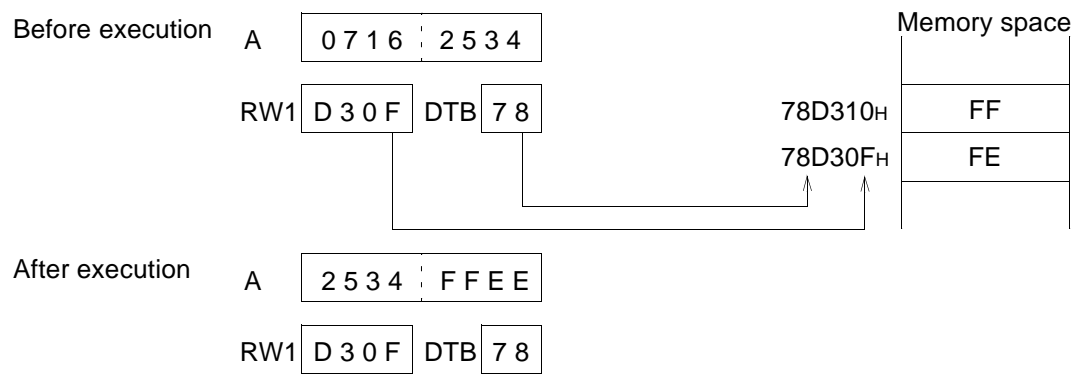 Before execution
A 0716 2534
Memory space
RW1 D30F DTB 78
78D310H FF
78D30FH FE
After execution
A 2534 FFEE
RW1 D30F DTB 78